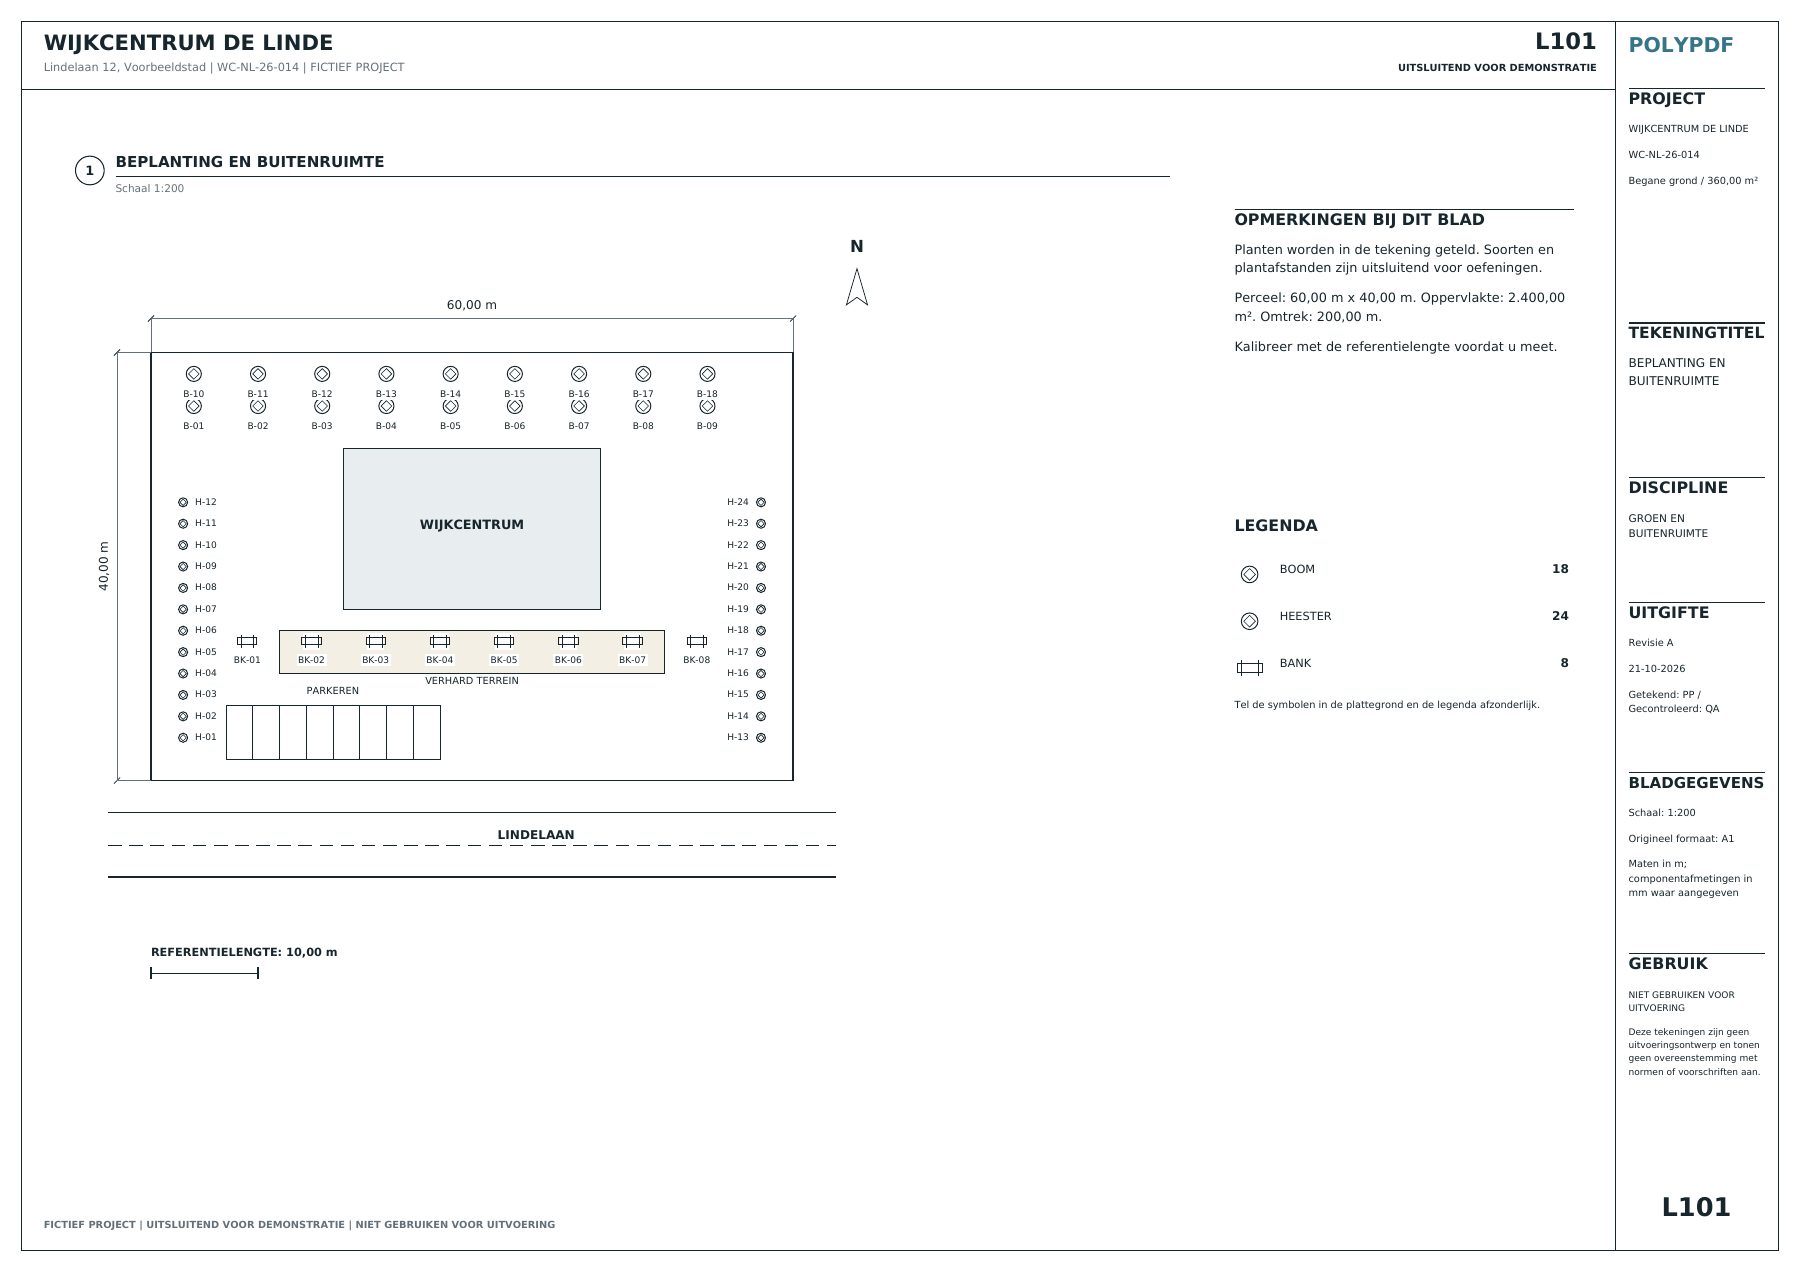 WIJKCENTRUM DE LINDE
Lindelaan 12, Voorbeeldstad | WC-NL-26-014 | FICTIEF PROJECT
L101
UITSLUITEND VOOR DEMONSTRATIE
1
BEPLANTING EN BUITENRUIMTE
Schaal 1:200
N
60,00 m
40,00 m
B-10 B-11 B-12 B-13 B-14 B-15 B-16 B-17 B-18
B-01 B-02 B-03 B-04 B-05 B-06 B-07 B-08 B-09
WIJKCENTRUM
H-12 H-24
H-11 H-23
H-10 H-22
H-09 H-21
H-08 H-20
H-07 H-19
H-06 H-18
H-05 H-17
H-04 H-16
H-03 H-15
H-02 H-14
H-01 H-13
BK-01 BK-02 BK-03 BK-04 BK-05 BK-06 BK-07 BK-08
VERHARD TERREIN
PARKEREN
LINDELAAN
REFERENTIELENGTE: 10,00 m
OPMERKINGEN BIJ DIT BLAD
Planten worden in de tekening geteld. Soorten en
plantafstanden zijn uitsluitend voor oefeningen.
Perceel: 60,00 m x 40,00 m. Oppervlakte: 2.400,00
m². Omtrek: 200,00 m.
Kalibreer met de referentielengte voordat u meet.
LEGENDA
BOOM 18
HEESTER 24
BANK 8
Tel de symbolen in de plattegrond en de legenda afzonderlijk.
POLYPDF
PROJECT
WIJKCENTRUM DE LINDE
WC-NL-26-014
Begane grond / 360,00 m²
TEKENINGTITEL
BEPLANTING EN
BUITENRUIMTE
DISCIPLINE
GROEN EN
BUITENRUIMTE
UITGIFTE
Revisie A
21-10-2026
Getekend: PP /
Gecontroleerd: QA
BLADGEGEVENS
Schaal: 1:200
Origineel formaat: A1
Maten in m;
componentafmetingen in
mm waar aangegeven
GEBRUIK
NIET GEBRUIKEN VOOR
UITVOERING
Deze tekeningen zijn geen
uitvoeringsontwerp en tonen
geen overeenstemming met
normen of voorschriften aan.
L101
FICTIEF PROJECT | UITSLUITEND VOOR DEMONSTRATIE | NIET GEBRUIKEN VOOR UITVOERING